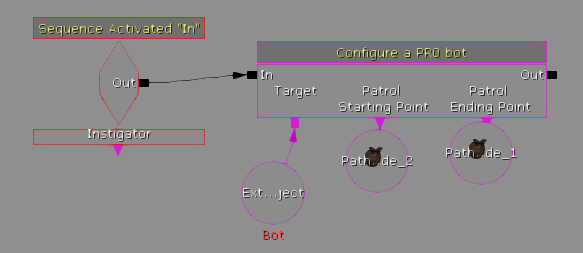 Sequence Activated "In"
Out
Instigator
Configure a PRO bot
In
Out
Target
Patrol
Starting Point
Patrol
Ending Point
Ext...ject
Bot
Path de_2
Path de_1